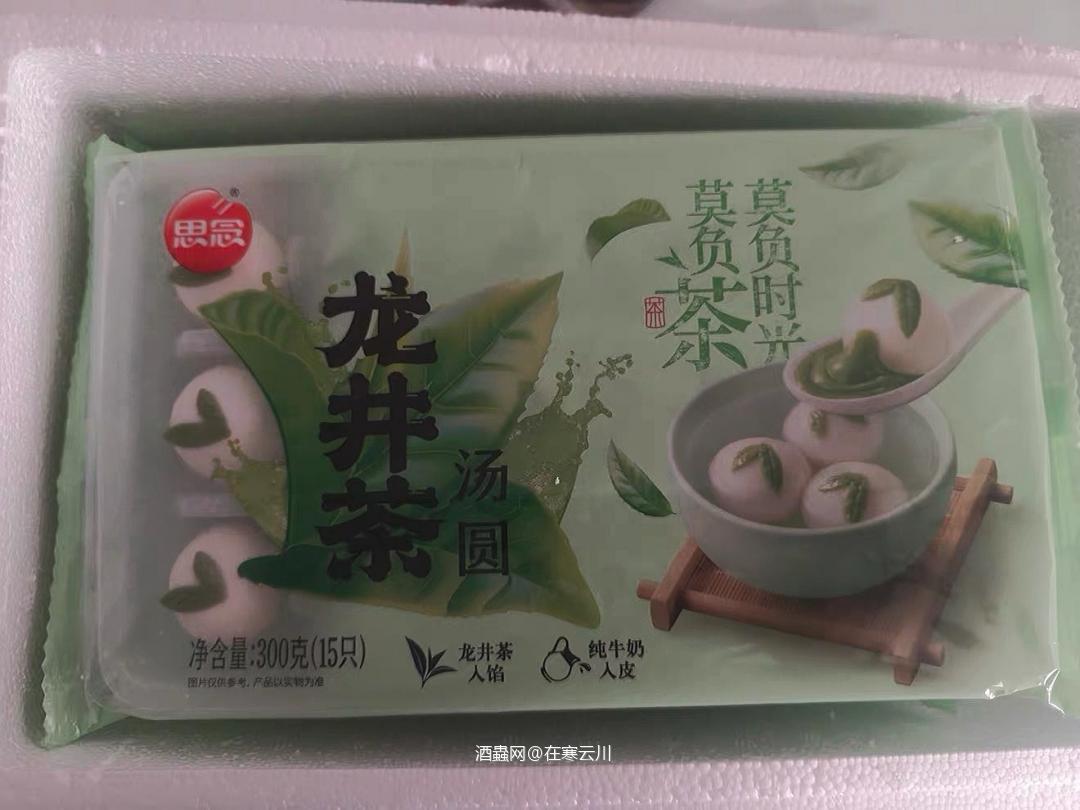 思念
®
龙井茶
汤圆
莫负时光
莫负茶
茶
净含量:300克(15只)
图片仅供参考,产品以实物为准
龙井茶
入馅
纯牛奶
入皮
酒蟲网@在寒云川